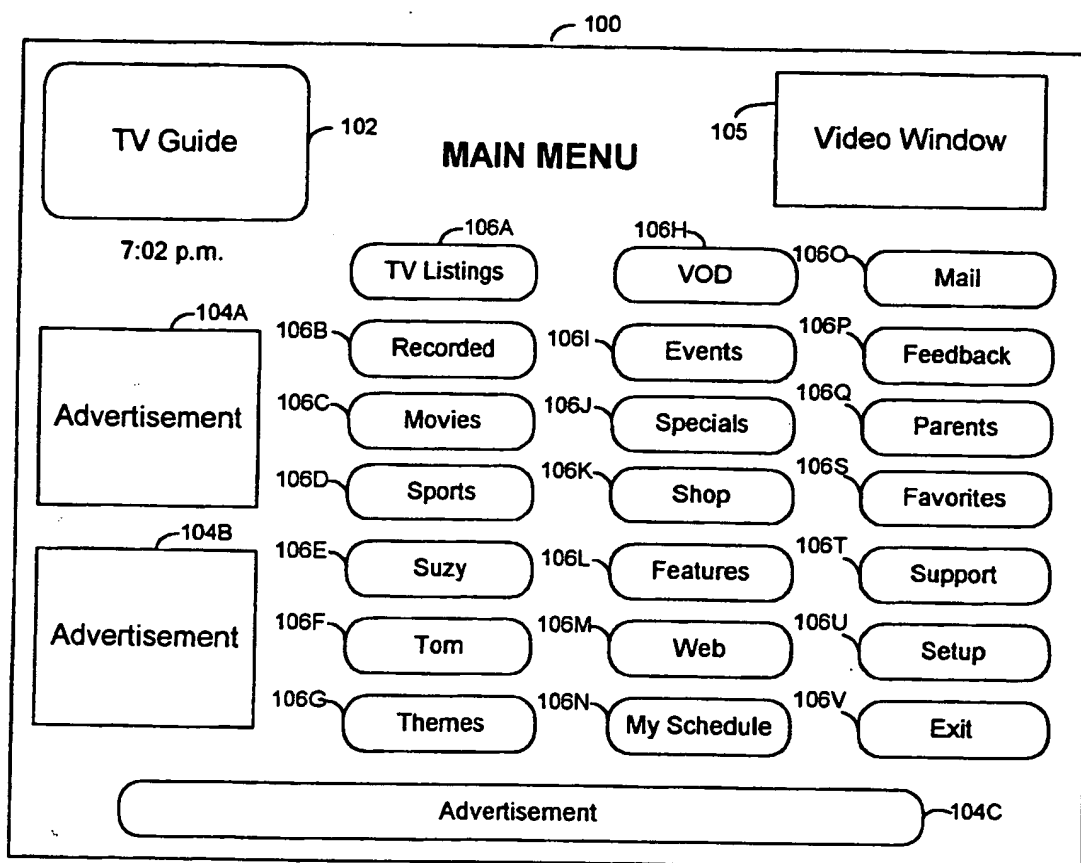 100
TV Guide
102
MAIN MENU
105
Video Window
7:02 p.m.
106A
TV Listings
106H
VOD
106O
Mail
104A
Advertisement
106B
Recorded
106I
Events
106P
Feedback
106C
Movies
106J
Specials
106Q
Parents
106D
Sports
106K
Shop
106S
Favorites
104B
Advertisement
106E
Suzy
106L
Features
106T
Support
106F
Tom
106M
Web
106U
Setup
106G
Themes
106N
My Schedule
106V
Exit
Advertisement
104C